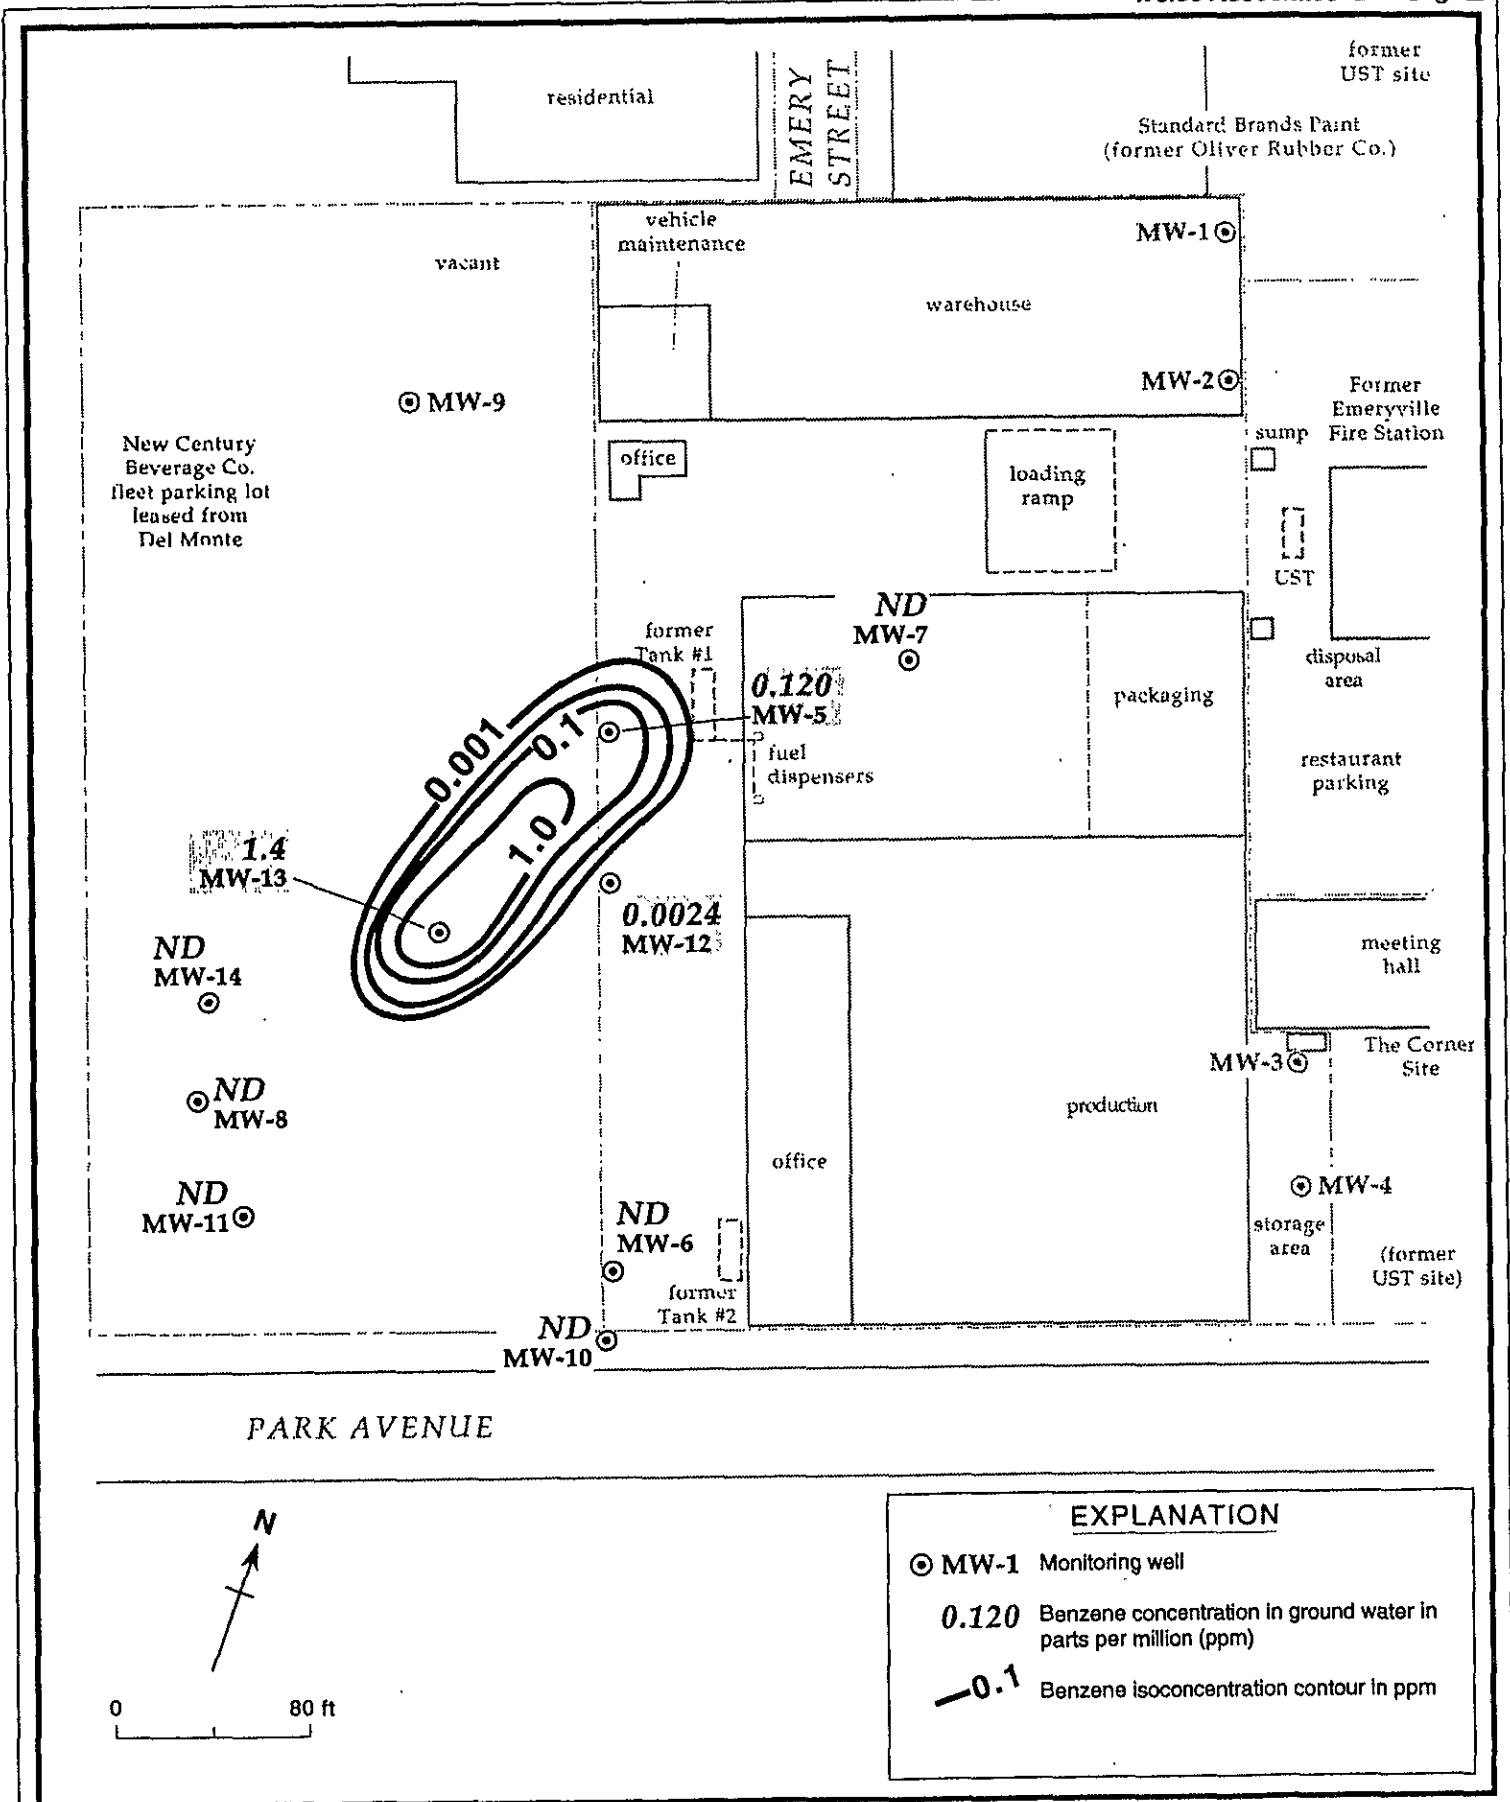 former
UST site
residential
EMERY
STREET
Standard Brands Paint
(former Oliver Rubber Co.)
vehicle
maintenance
MW-1
vacant
warehouse
MW-2
MW-9
Former
Emeryville
Fire Station
sump
New Century
Beverage Co.
fleet parking lot
leased from
Del Monte
office
loading
ramp
UST
ND
MW-7
former
Tank #1
disposal
area
0.120
MW-5
packaging
0.001
0.1
fuel
dispensers
restaurant
parking
1.0
1.4
MW-13
0.0024
MW-12
ND
MW-14
meeting
hall
MW-3
The Corner
Site
ND
MW-8
production
office
ND
MW-11
MW-4
ND
MW-6
storage
area
(former
UST site)
former
Tank #2
ND
MW-10
PARK AVENUE
N
0 80 ft
EXPLANATION
MW-1 Monitoring well
0.120 Benzene concentration in ground water in
parts per million (ppm)
0.1 Benzene isoconcentration contour in ppm